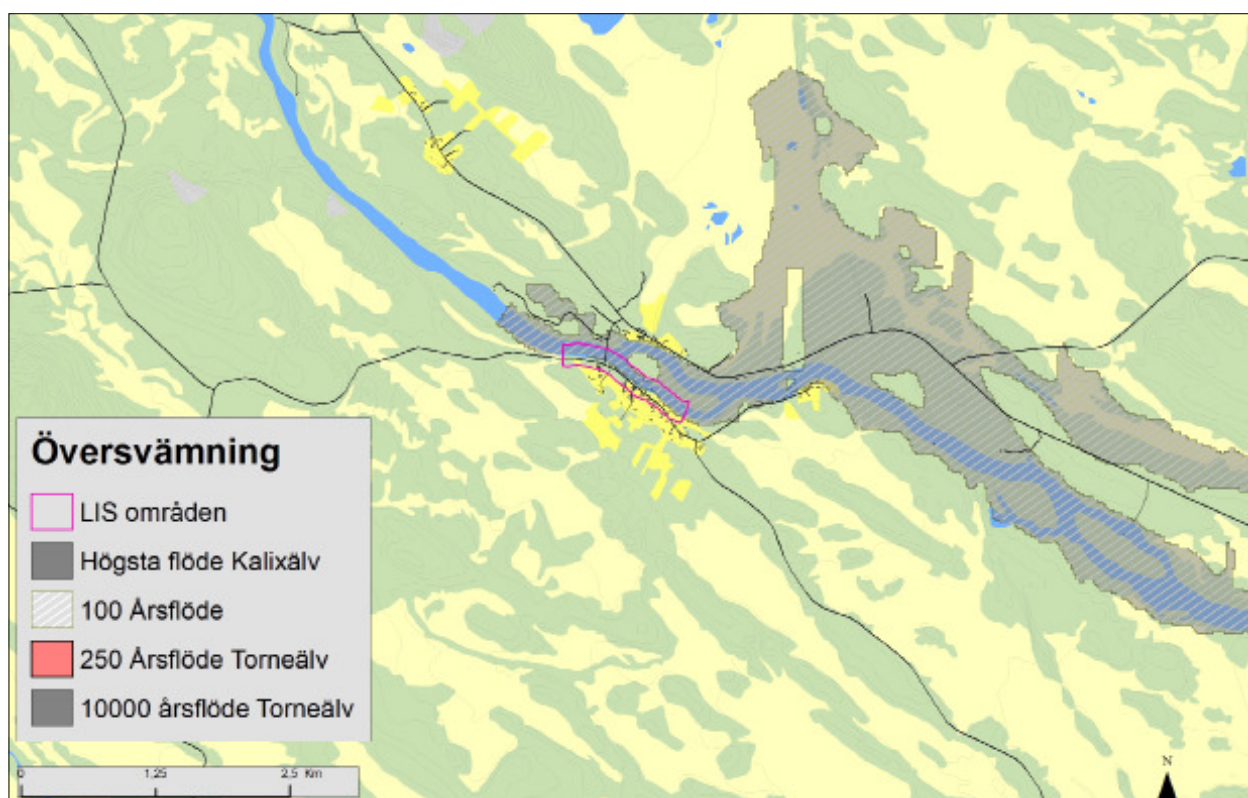 Översvämning
LIS områden
Högsta flöde Kalixälv
100 Årsflöde
250 Årsflöde Torneälv
10000 årsflöde Torneälv
0 1,25 2,5 Km
N